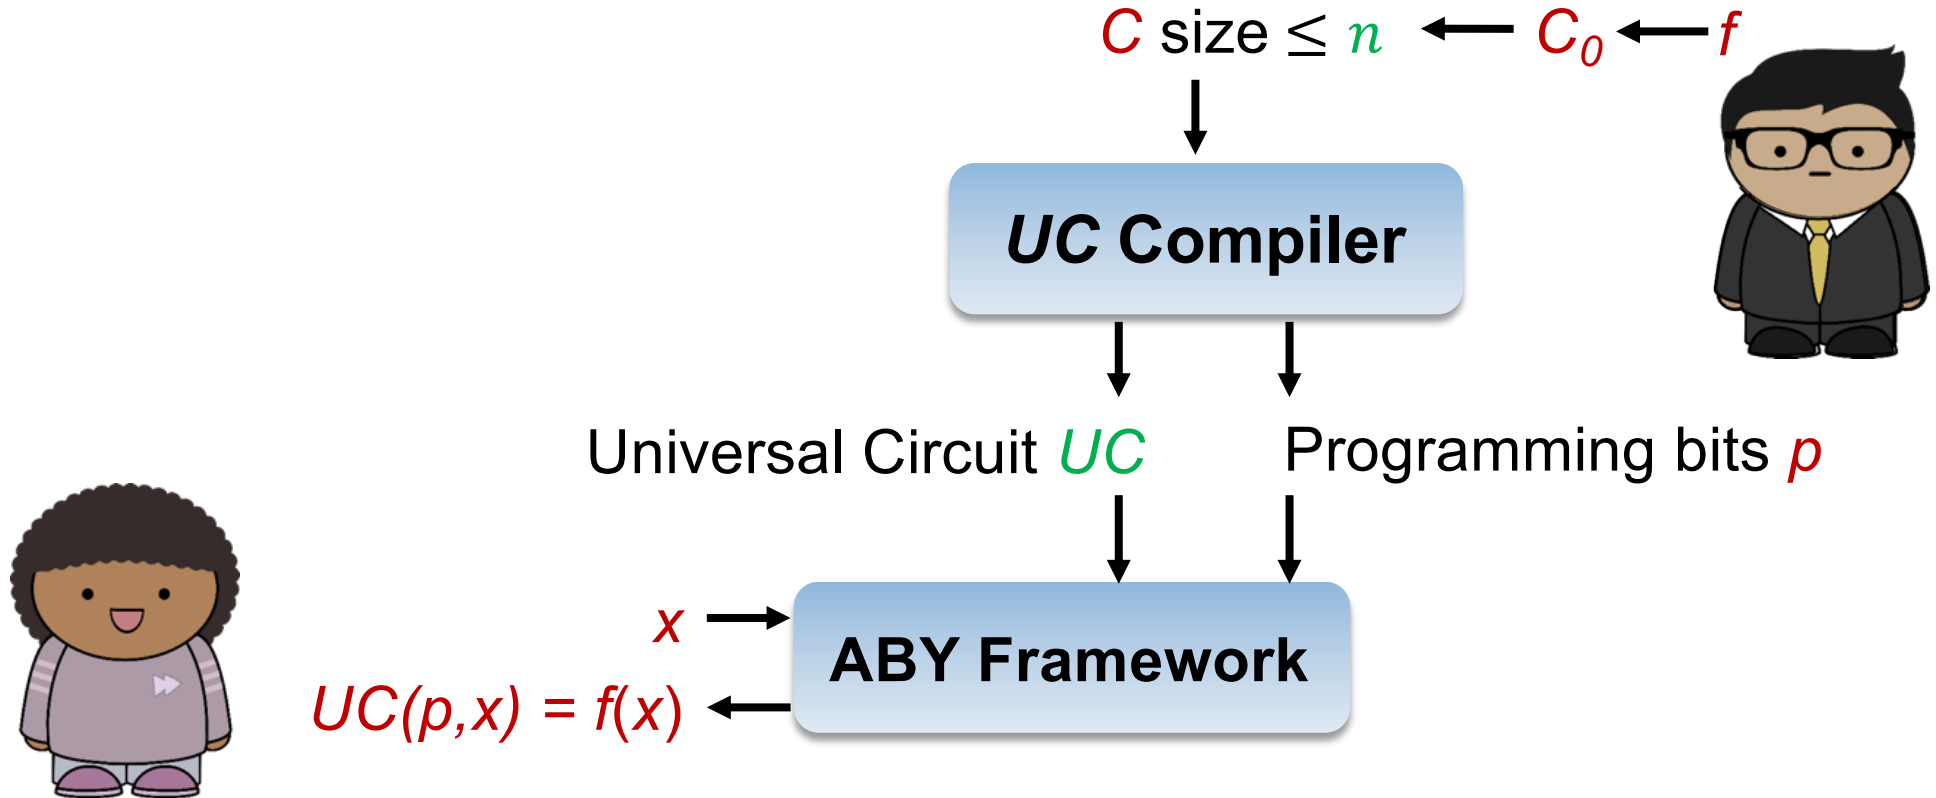 C size ≤ n C₀ f
UC Compiler
Universal Circuit UC Programming bits p
x
ABY Framework
UC(p,x) = f(x)